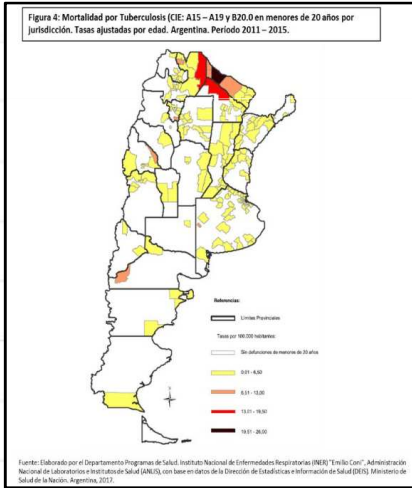 Figura 4: Mortalidad por Tuberculosis (CIE: A15 – A19 y B20.0 en menores de 20 años por
jurisdicción. Tasas ajustadas por edad. Argentina. Período 2011 – 2015.
Referencias:
Límites Provinciales
Tasas por 100.000 habitantes
Sin defunciones de menores de 20 años
0,01 - 6,50
6,51 - 13,00
13,01 - 19,50
19,51 - 26,00
Fuente: Elaborado por el Departamento Programas de Salud. Instituto Nacional de Enfermedades Respiratorias (INER) "Emilio Coni", Administración
Nacional de Laboratorios e Institutos de Salud (ANLIS), con base en datos de la Dirección de Estadísticas e Información de Salud (DEIS). Ministerio de
Salud de la Nación. Argentina, 2017.